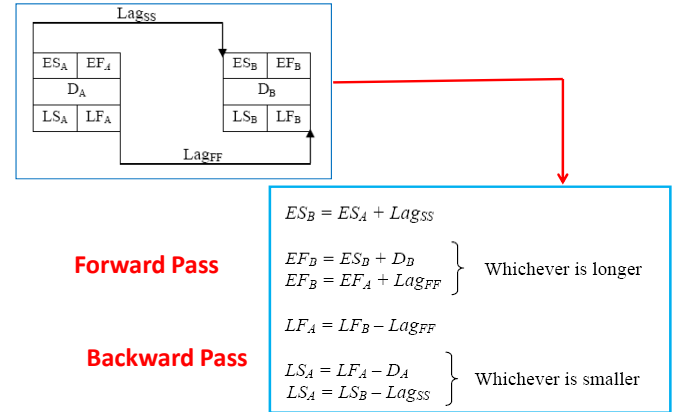 Lagss
ESA EFA
DA
LSA LFA
ESB EFB
DB
LSB LFB
LagFF
Forward Pass
Backward Pass
ESB = ESA + Lagss
EFB = ESB + DB
EFB = EFA + LagFF
Whichever is longer
LFA = LFB – LagFF
LSA = LFA – DA
LSA = LSB – Lagss
Whichever is smaller